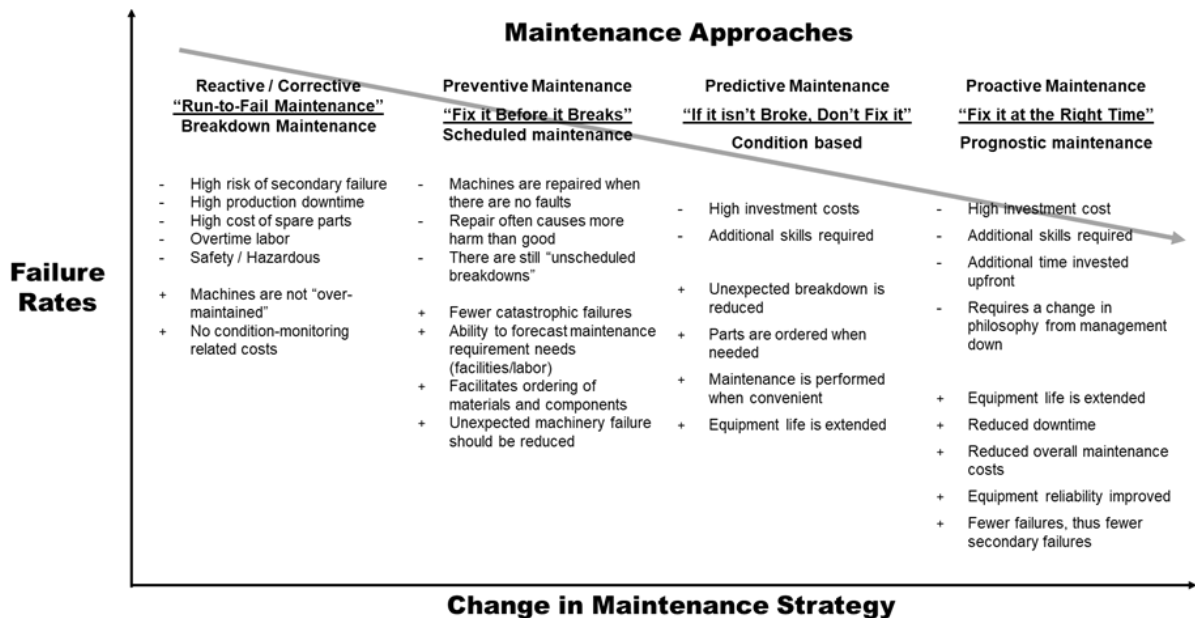 Maintenance Approaches
Failure
Rates
Reactive / Corrective
“Run-to-Fail Maintenance”
Breakdown Maintenance
- High risk of secondary failure
- High production downtime
- High cost of spare parts
- Overtime labor
- Safety / Hazardous
+ Machines are not “over-
maintained”
+ No condition-monitoring
related costs
Preventive Maintenance
“Fix it Before it Breaks”
Scheduled maintenance
- Machines are repaired when
there are no faults
- Repair often causes more
harm than good
- There are still “unscheduled
breakdowns”
+ Fewer catastrophic failures
+ Ability to forecast maintenance
requirement needs
(facilities/labor)
+ Facilitates ordering of
materials and components
+ Unexpected machinery failure
should be reduced
Predictive Maintenance
“If it isn’t Broke, Don’t Fix it”
Condition based
- High investment costs
- Additional skills required
+ Unexpected breakdown is
reduced
+ Parts are ordered when
needed
+ Maintenance is performed
when convenient
+ Equipment life is extended
Proactive Maintenance
“Fix it at the Right Time”
Prognostic maintenance
- High investment cost
- Additional skills required
- Additional time invested
upfront
- Requires a change in
philosophy from management
down
+ Equipment life is extended
+ Reduced downtime
+ Reduced overall maintenance
costs
+ Equipment reliability improved
+ Fewer failures, thus fewer
secondary failures
Change in Maintenance Strategy